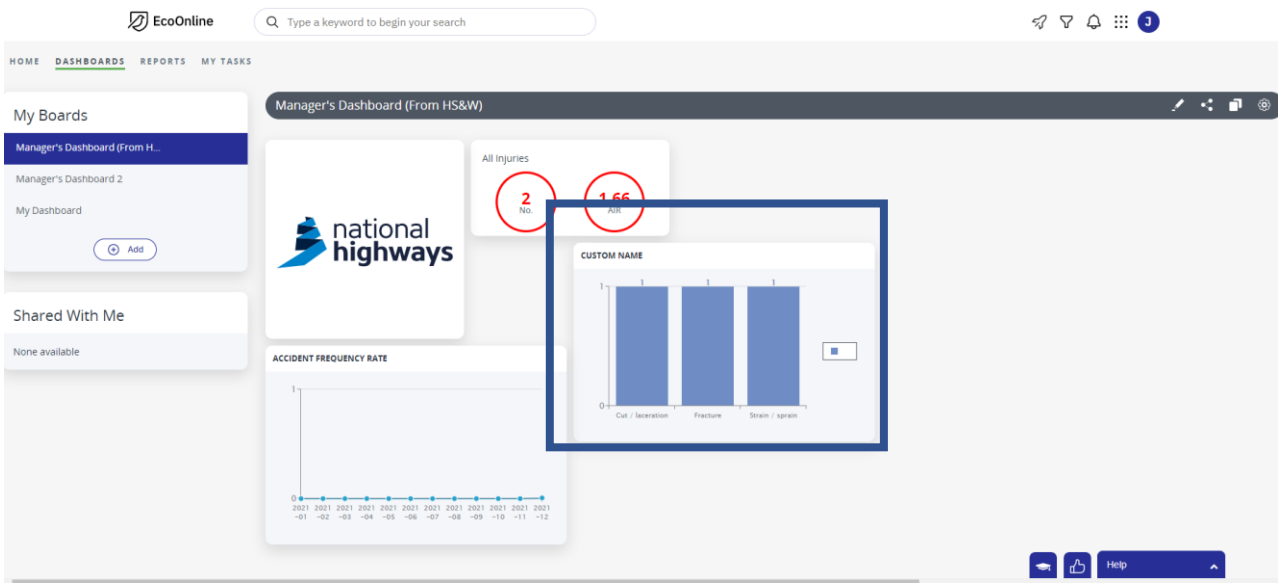 EcoOnline
Type a keyword to begin your search
J
HOME DASHBOARDS REPORTS MY TASKS
My Boards
Manager's Dashboard (From H...
Manager's Dashboard 2
My Dashboard
Add
Shared With Me
None available
Manager's Dashboard (From HS&W)
national
highways
All Injuries
2
No.
1.66
AIR
CUSTOM NAME
1 1 1
1
0
Cut / laceration Fracture Strain / sprain
ACCIDENT FREQUENCY RATE
1
0
2021 2021 2021 2021 2021 2021 2021 2021 2021 2021 2021 2021
-01 -02 -03 -04 -05 -06 -07 -08 -09 -10 -11 -12
Help